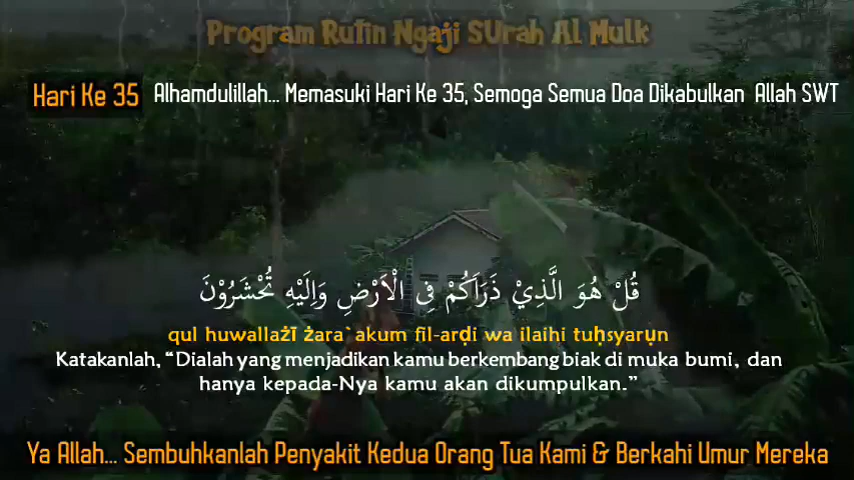 Program Rutin Ngaji SUrah Al Mulk
Hari Ke 35
Alhamdulillah... Memasuki Hari Ke 35, Semoga Semua Doa Dikabulkan Allah SWT
قُلْ هُوَ الَّذِيْ ذَرَاَكُمْ فِى الْاَرْضِ وَاِلَيْهِ تُحْشَرُوْنَ
qul huwallażī żara`akum fil-arḍi wa ilaihi tuḥsyarụn
Katakanlah, “Dialah yang menjadikan kamu berkembang biak di muka bumi, dan
hanya kepada-Nya kamu akan dikumpulkan.”
Ya Allah... Sembuhkanlah Penyakit Kedua Orang Tua Kami & Berkahi Umur Mereka